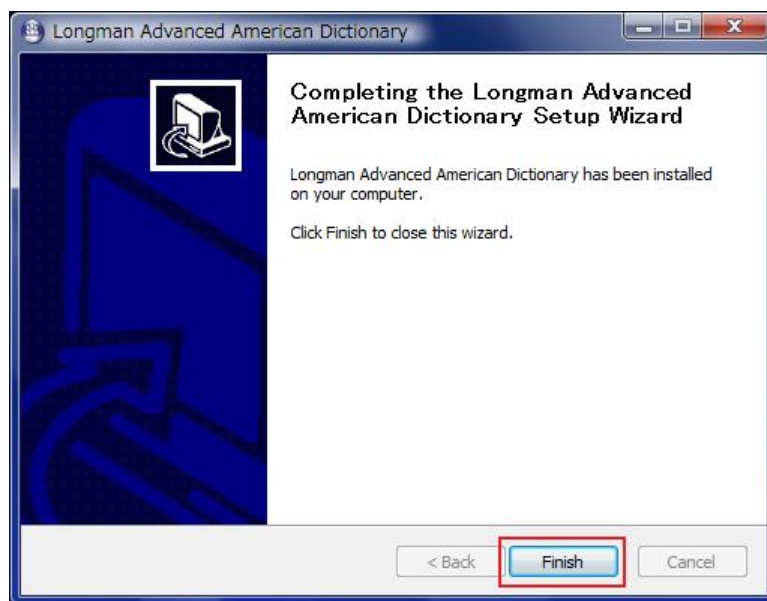 Longman Advanced American Dictionary
Completing the Longman Advanced
American Dictionary Setup Wizard
Longman Advanced American Dictionary has been installed
on your computer.
Click Finish to close this wizard.
< Back
Finish
Cancel